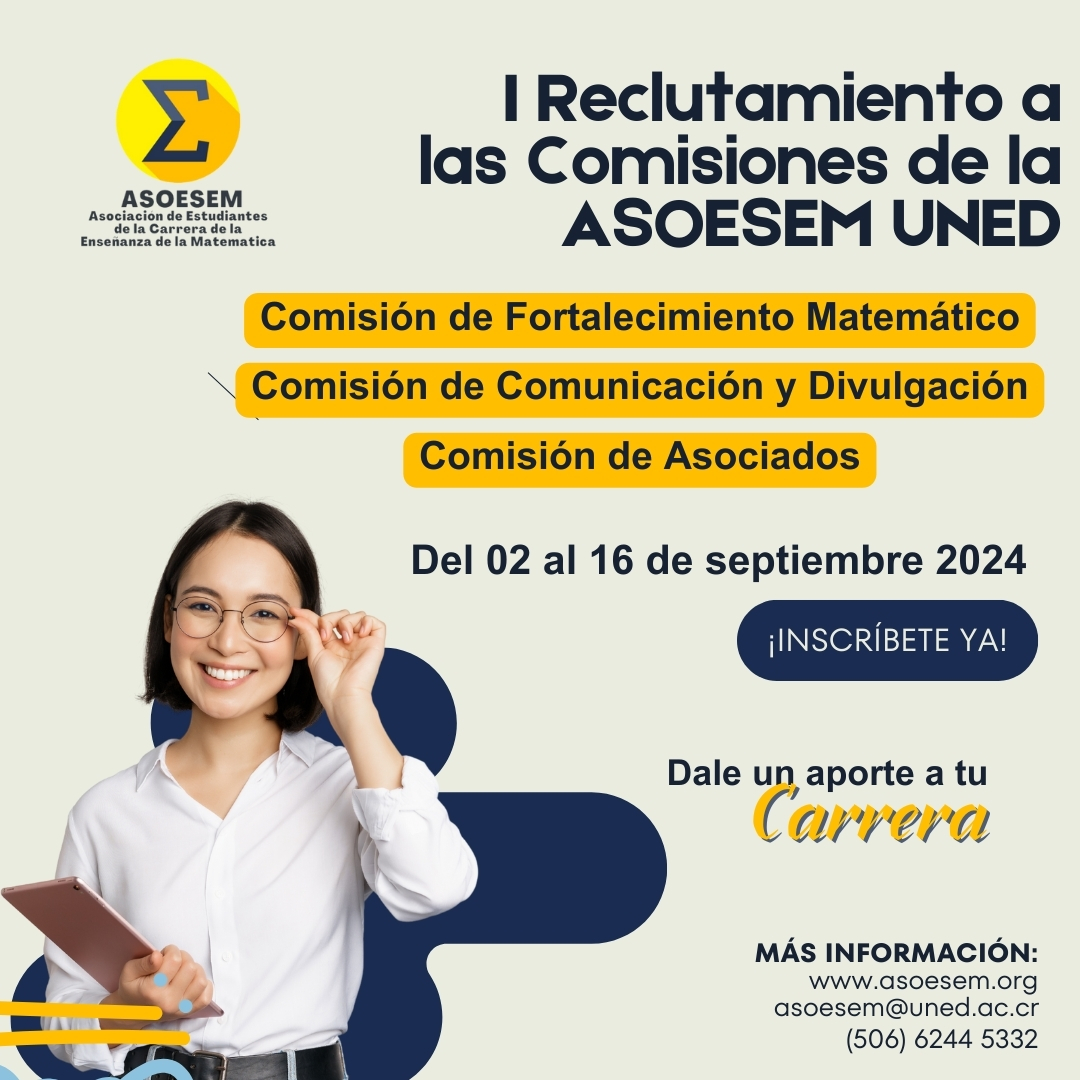 Σ
ASOESEM
Asociación de Estudiantes
de la Carrera de la
Enseñanza de la Matematica
I Reclutamiento a
las Comisiones de la
ASOESEM UNED
Comisión de Fortalecimiento Matemático
Comisión de Comunicación y Divulgación
Comisión de Asociados
Del 02 al 16 de septiembre 2024
¡INSCRÍBETE YA!
Dale un aporte a tu
Carrera
MÁS INFORMACIÓN:
www.asoesem.org
asoesem@uned.ac.cr
(506) 6244 5332